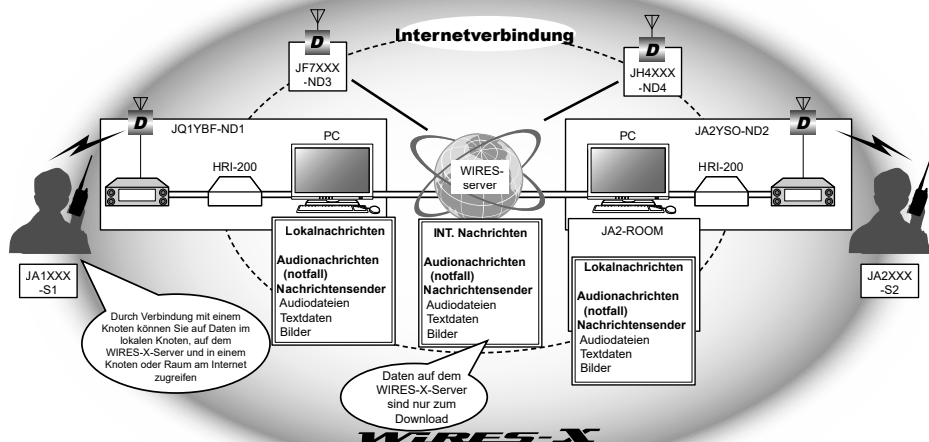 Internetverbindung
D
JF7XXX
-ND3
D
JH4XXX
-ND4
D
JQ1YBF-ND1
PC
HRI-200
WIRES-
server
PC
JA2YSO-ND2
HRI-200
D
JA1XXX
-S1
JA2XXX
-S2
Lokalnachrichten
Audionachrichten
(notfall)
Nachrichtensender
Audiodateien
Textdaten
Bilder
INT. Nachrichten
Audionachrichten
(notfall)
Nachrichtensender
Audiodateien
Textdaten
Bilder
JA2-ROOM
Lokalnachrichten
Audionachrichten
(notfall)
Nachrichtensender
Audiodateien
Textdaten
Bilder
Durch Verbindung mit einem
Knoten können Sie auf Daten im
lokalen Knoten, auf dem
WIRES-X-Server und in einem
Knoten oder Raum am Internet
zugreifen
Daten auf dem
WIRES-X-Server
sind nur zum
Download
WiRES-X